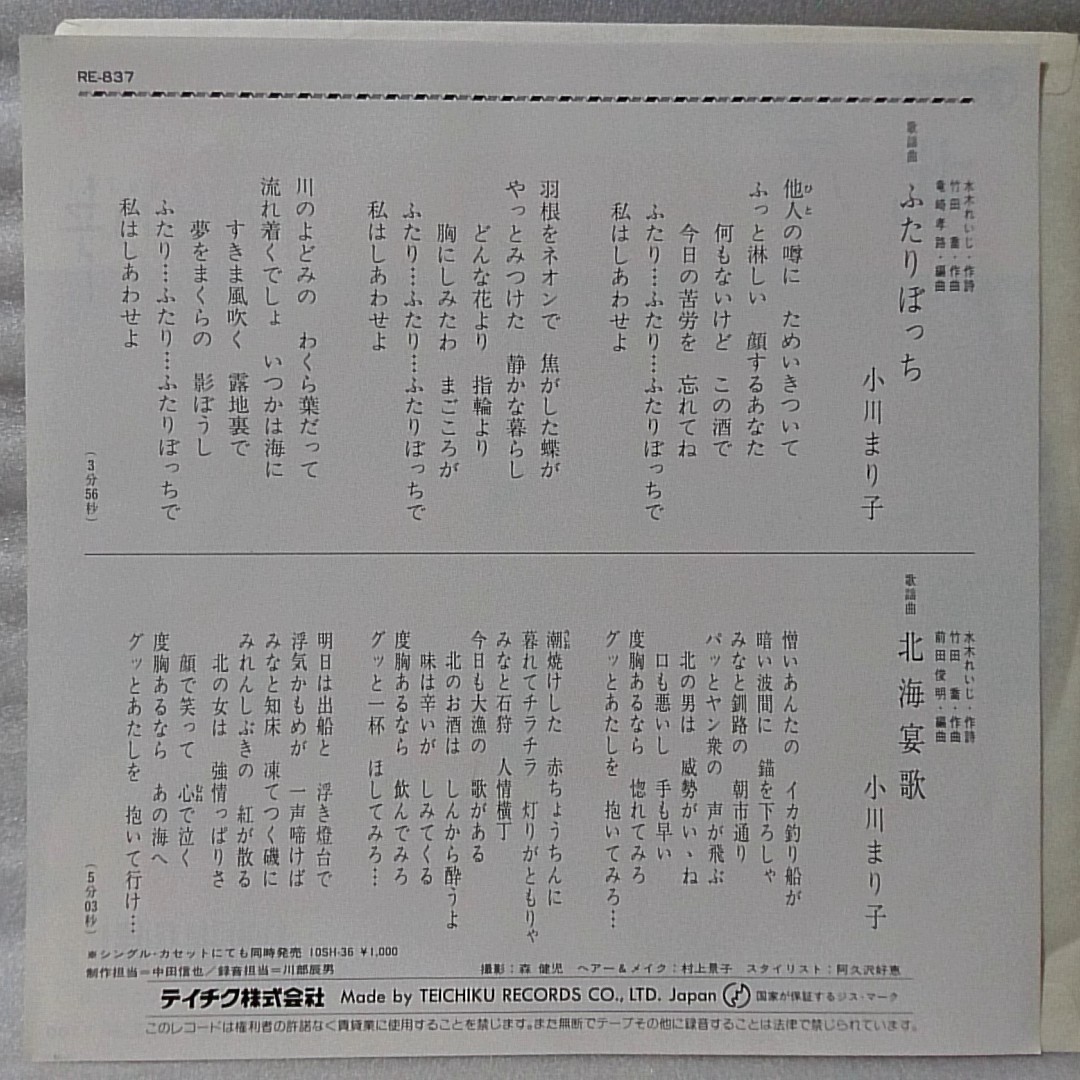 RE-837
水木れいじ・作詩
竹田 喬・作曲
竜崎孝路・編曲
歌謡曲
ふたりぼっち
小川まり子
他人の噂に ためいきついて
ひと
ふっと淋しい 顔するあなた
何もないけど この酒で
今日の苦労を 忘れてね
ふたり…ふたり…ふたりぼっちで
私はしあわせよ
羽根をネオンで 焦がした蝶が
やっとみつけた 静かな暮らし
どんな花より 指輪より
胸にしみたわ まごころが
ふたり…ふたり…ふたりぼっちで
私はしあわせよ
川のよどみの わくら葉だって
流れ着くでしょ いつかは海に
すきま風吹く 露地裏で
夢をまくらの 影ぼうし
ふたり…ふたり…ふたりぼっちで
私はしあわせよ
(3分56秒)
水木れいじ・作詩
竹田 喬・作曲
前田俊明・編曲
歌謡曲
北海宴歌
小川まり子
憎いあんたの イカ釣り船が
暗い波間に 錨を下ろしゃ
みなと釧路の 朝市通り
パッとヤン衆の 声が飛ぶ
北の男は 威勢がいゝね
口も悪いし 手も早い
度胸あるなら 惚れてみろ
グッとあたしを 抱いてみろ…
潮焼けした 赤ちょうちんに
暮れてチラチラ 灯りがともりゃ
みなと石狩 人情横丁
今日も大漁の 歌がある
北のお酒は しんから酔うよ
味は辛いが しみてくる
度胸あるなら 飲んでみろ
グッと一杯 ほしてみろ…
明日は出船と 浮き燈台で
浮気かもめが 一声啼けば
みなと知床 凍てつく磯に
みれんしぶきの 紅が散る
北の女は 強情っぱりさ
顔で笑って 心で泣く
度胸あるなら あの海へ
グッとあたしを 抱いて行け…
(5分03秒)
※シングル・カセットにても同時発売 10SH-36 ¥1,000
制作担当=中田信也/録音担当=川部辰男
撮影:森 健児 ヘアー&メイク:村上景子 スタイリスト:阿久沢好恵
テイチク株式会社 Made by TEICHIKU RECORDS CO., LTD. Japan 国家が保証するジス・マーク
このレコードは権利者の許諾なく賃貸業に使用することを禁じます。また無断でテープその他に録音することは法律で禁じられています。